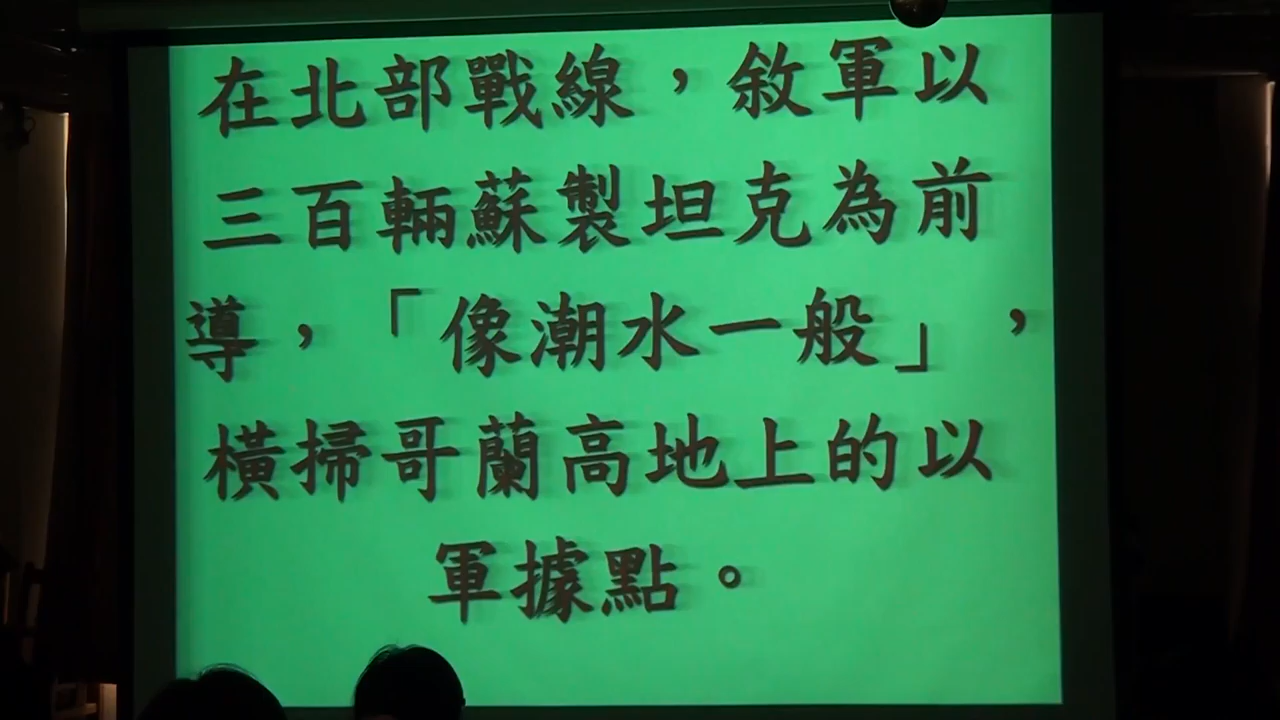 在北部戰線，敘軍以
三百輛蘇製坦克為前
導，「像潮水一般」，
橫掃哥蘭高地上的以
軍據點。